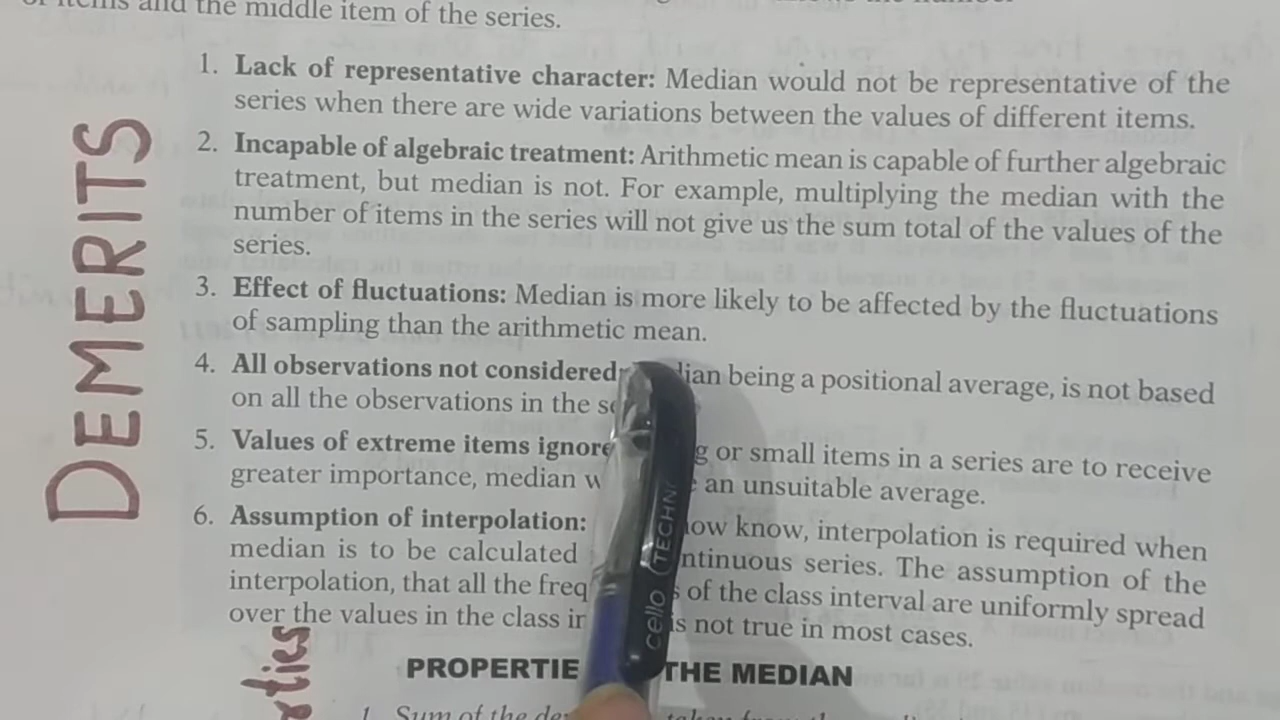 of items and the middle item of the series.
1. Lack of representative character: Median would not be representative of the
series when there are wide variations between the values of different items.
2. Incapable of algebraic treatment: Arithmetic mean is capable of further algebraic
treatment, but median is not. For example, multiplying the median with the
number of items in the series will not give us the sum total of the values of the
series.
3. Effect of fluctuations: Median is more likely to be affected by the fluctuations
of sampling than the arithmetic mean.
4. All observations not considered: being a positional average, is not based
on all the observations in the
5. Values of extreme items or small items in a series are to receive
greater importance, median an unsuitable average.
6. Assumption of interpolation: know, interpolation is required when
median is to be calculated series. The assumption of the
interpolation, that all the of the class interval are uniformly spread
over the values in the class is not true in most cases.
THE MEDIAN
1. Sum of the
DEMERITS
cello TECHN